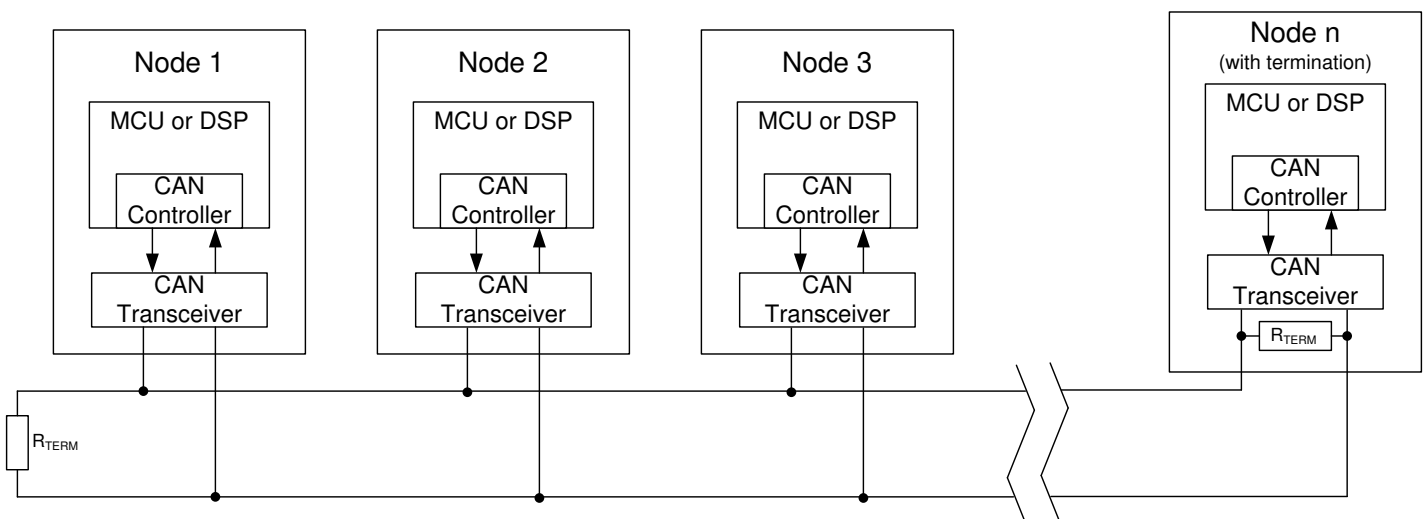 Node 1
MCU or DSP
CAN
Controller
CAN
Transceiver
Node 2
MCU or DSP
CAN
Controller
CAN
Transceiver
Node 3
MCU or DSP
CAN
Controller
CAN
Transceiver
Node n
(with termination)
MCU or DSP
CAN
Controller
CAN
Transceiver
RTERM
RTERM